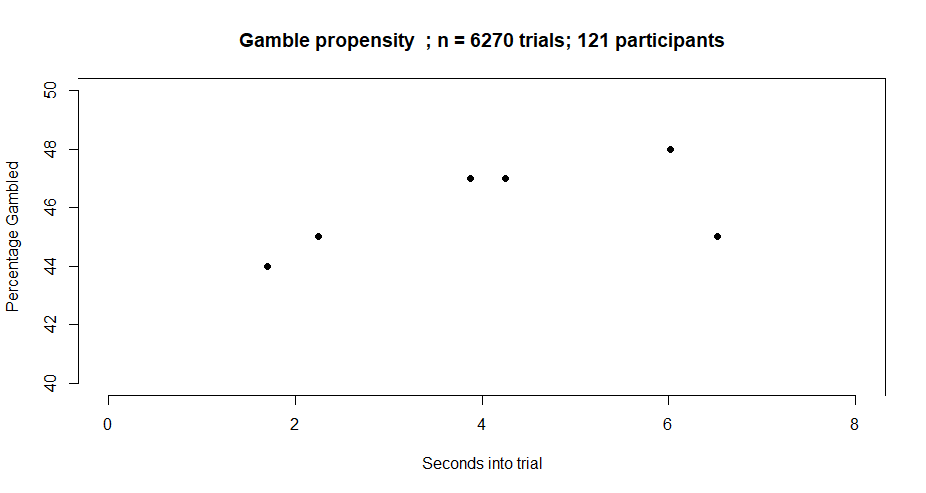 Gamble propensity  ; n = 6270 trials; 121 participants
Percentage Gambled
50
48
46
44
42
40
0 2 4 6 8
Seconds into trial